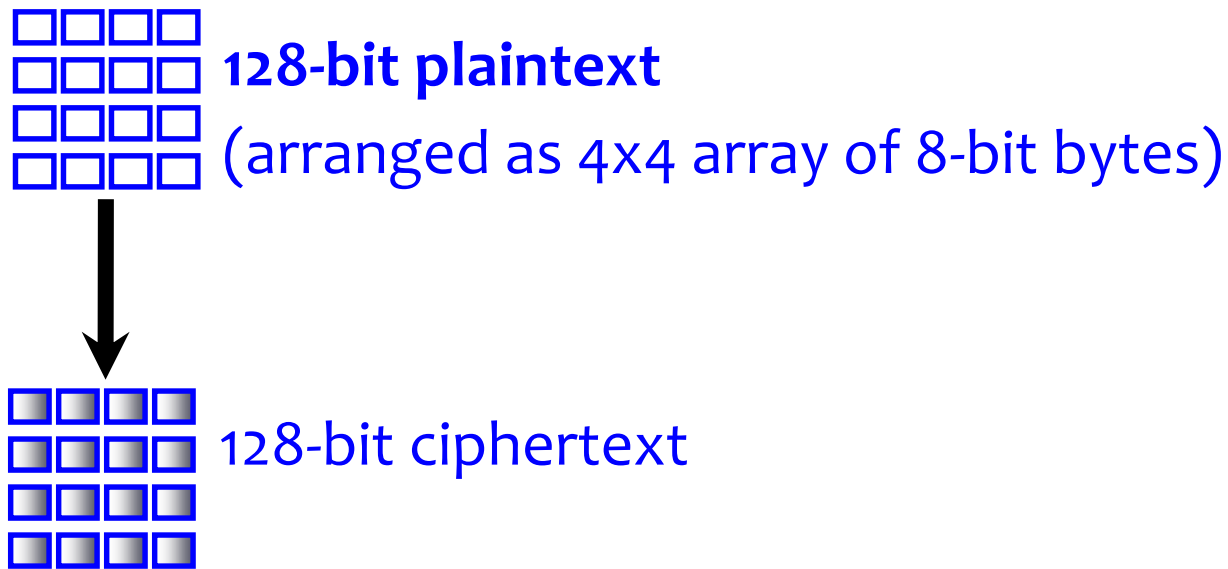 128-bit plaintext
(arranged as 4x4 array of 8-bit bytes)
128-bit ciphertext